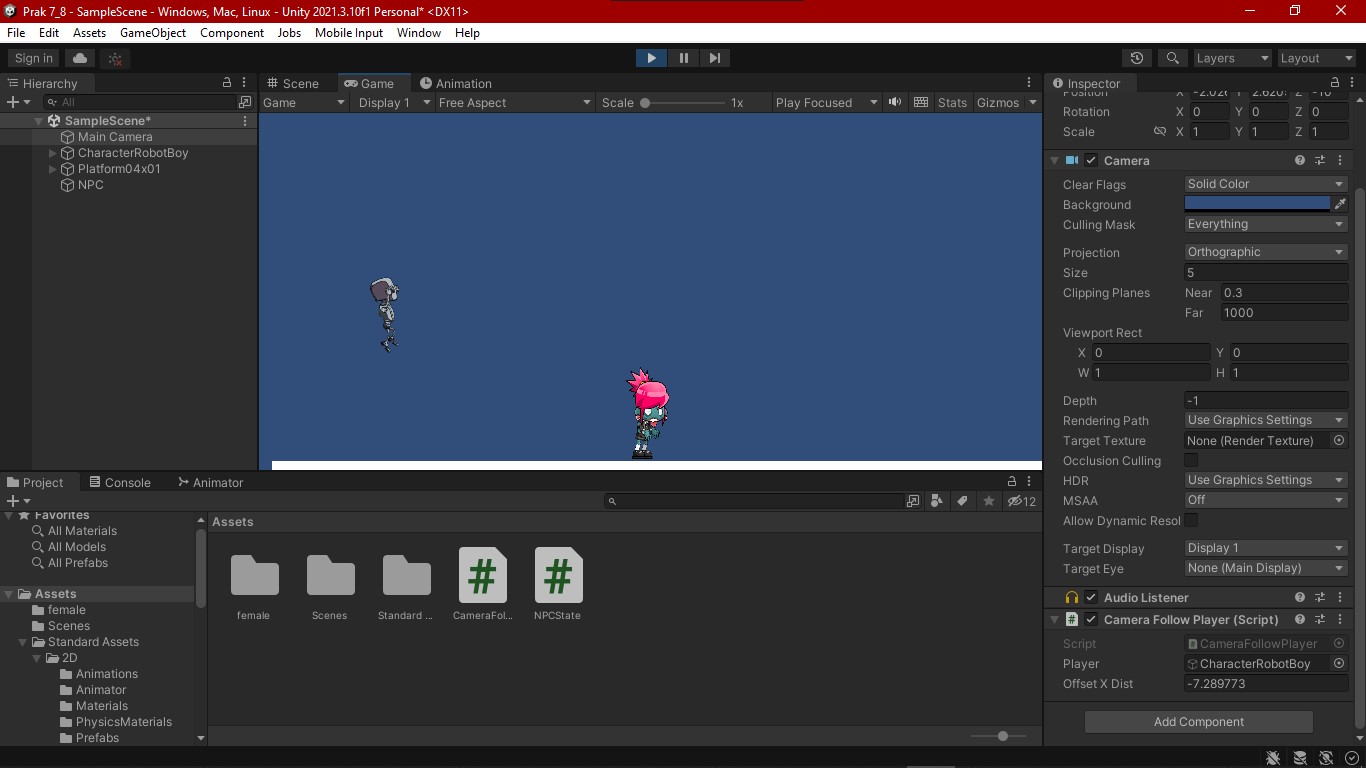 Prak 7_8 - SampleScene - Windows, Mac, Linux - Unity 2021.3.10f1 Personal* <DX11>
File Edit Assets GameObject Component Jobs Mobile Input Window Help
Sign in Layers Layout
Hierarchy
All
SampleScene*
Main Camera
CharacterRobotBoy
Platform04x01
NPC
Scene Game Animation
Game Display 1 Free Aspect Scale 1x Play Focused Stats Gizmos
Inspector
Position X -2.026 Y 2.620 Z -10
Rotation X 0 Y 0 Z 0
Scale X 1 Y 1 Z 1
Camera
Clear Flags Solid Color
Background
Culling Mask Everything
Projection Orthographic
Size 5
Clipping Planes Near 0.3
Far 1000
Viewport Rect
X 0 Y 0
W 1 H 1
Depth -1
Rendering Path Use Graphics Settings
Target Texture None (Render Texture)
Occlusion Culling
HDR Use Graphics Settings
MSAA Off
Allow Dynamic Resol
Target Display Display 1
Target Eye None (Main Display)
Audio Listener
Camera Follow Player (Script)
Script CameraFollowPlayer
Player CharacterRobotBoy
Offset X Dist -7.289773
Add Component
Project Console Animator
12
Favorites
All Materials
All Models
All Prefabs
Assets
female
Scenes
Standard Assets
2D
Animations
Animator
Materials
PhysicsMaterials
Prefabs
Assets
female Scenes Standard ... CameraFol... NPCState